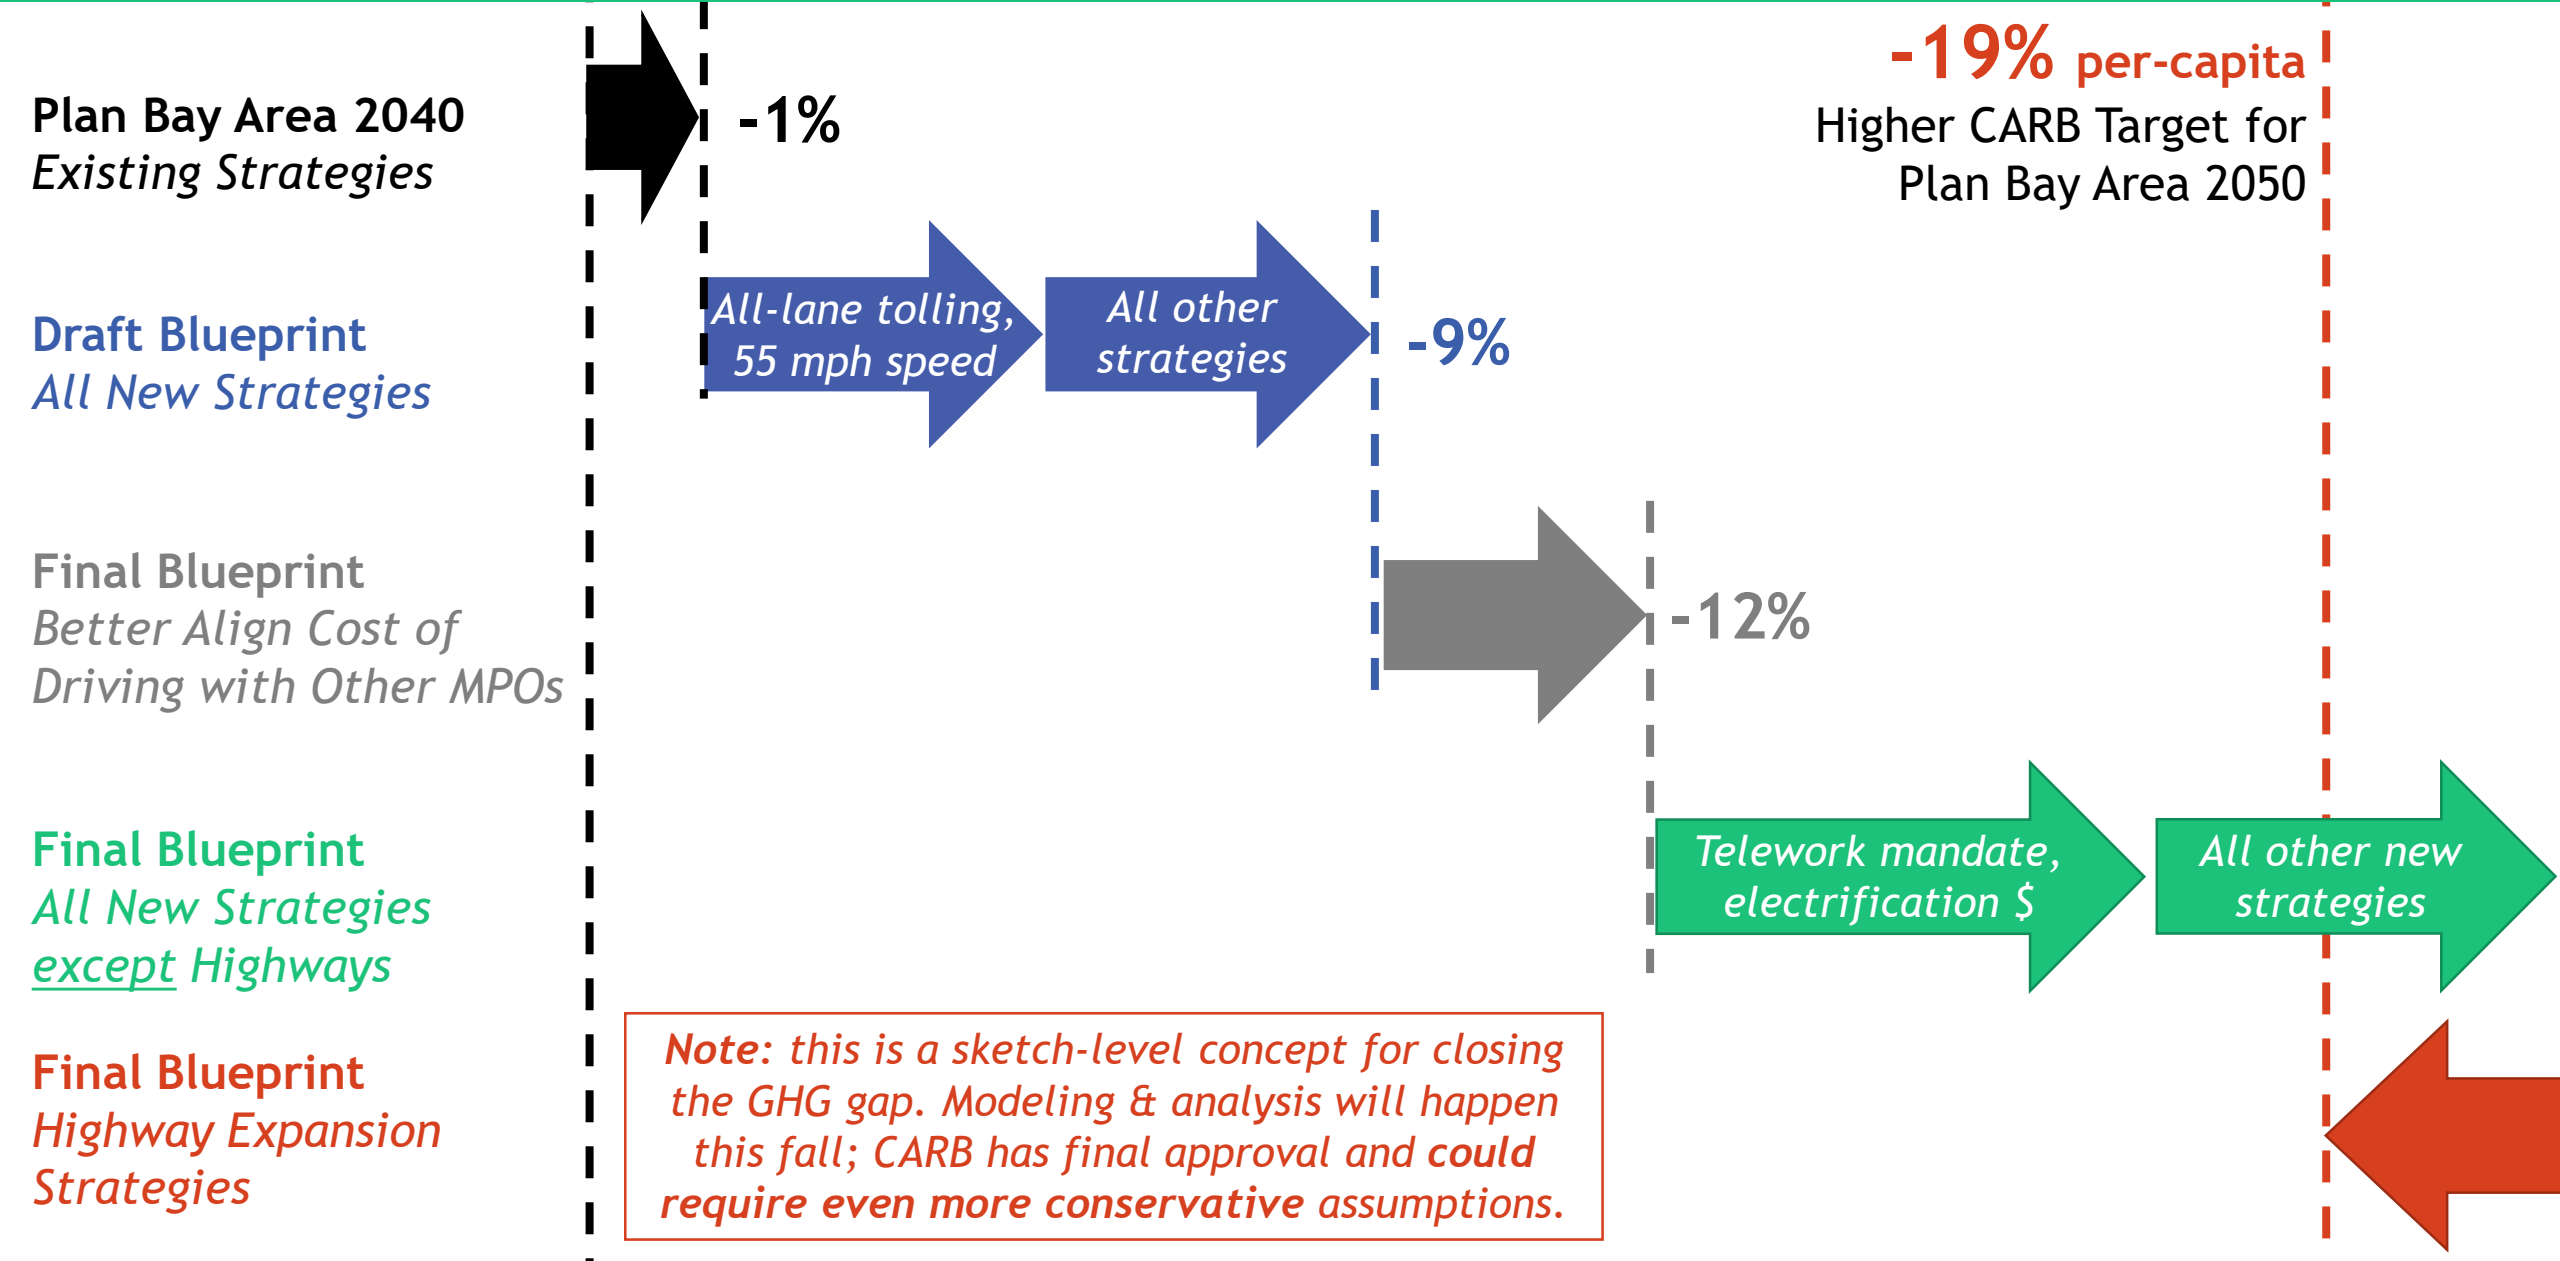 Plan Bay Area 2040
Existing Strategies
-1%
-19% per-capita
Higher CARB Target for
Plan Bay Area 2050
Draft Blueprint
All New Strategies
All-lane tolling,
55 mph speed
All other
strategies
-9%
Final Blueprint
Better Align Cost of
Driving with Other MPOs
-12%
Final Blueprint
All New Strategies
except Highways
Telework mandate,
electrification $
All other new
strategies
Final Blueprint
Highway Expansion
Strategies
Note: this is a sketch-level concept for closing
the GHG gap. Modeling & analysis will happen
this fall; CARB has final approval and could
require even more conservative assumptions.